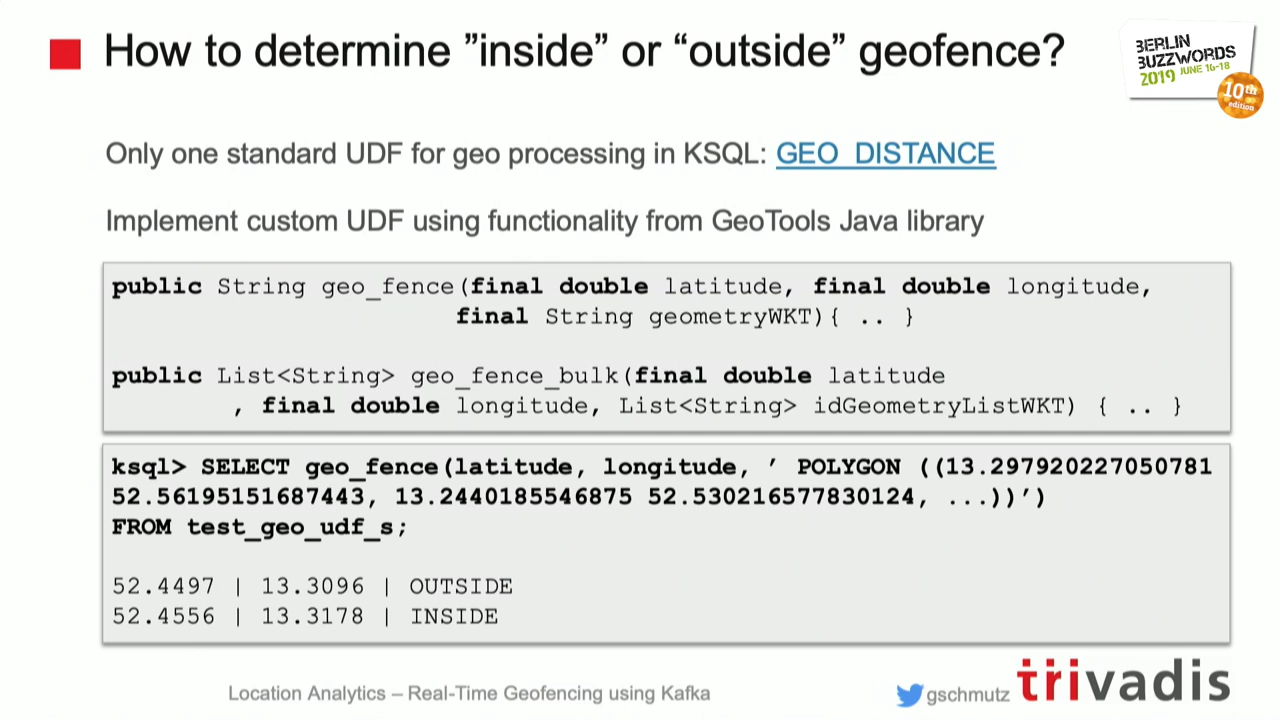 How to determine ”inside” or “outside” geofence?
BERLIN
BUZZWORDS
2019 JUNE 16-18
10th
edition
Only one standard UDF for geo processing in KSQL: GEO_DISTANCE
Implement custom UDF using functionality from GeoTools Java library
public String geo_fence(final double latitude, final double longitude,
final String geometryWKT){ .. }
public List<String> geo_fence_bulk(final double latitude
, final double longitude, List<String> idGeometryListWKT) { .. }
ksql> SELECT geo_fence(latitude, longitude, ’ POLYGON ((13.297920227050781
52.56195151687443, 13.2440185546875 52.530216577830124, ...))’)
FROM test_geo_udf_s;
52.4497 | 13.3096 | OUTSIDE
52.4556 | 13.3178 | INSIDE
Location Analytics – Real-Time Geofencing using Kafka
gschmutz
trivadis